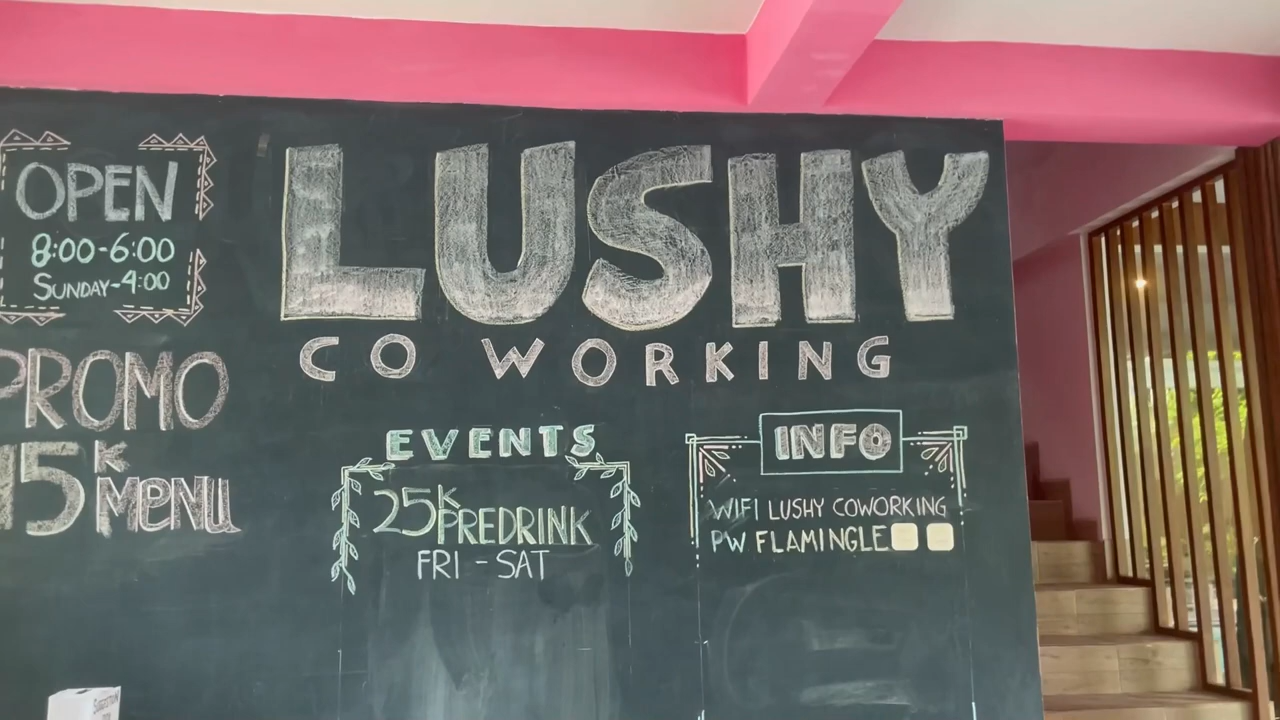 OPEN
8:00-6:00
SUNDAY-4:00
PROMO
15K MENU
LUSHY
CO WORKING
EVENTS
25K PREDRINK
FRI - SAT
INFO
WIFI LUSHY COWORKING
PW FLAMINGLE